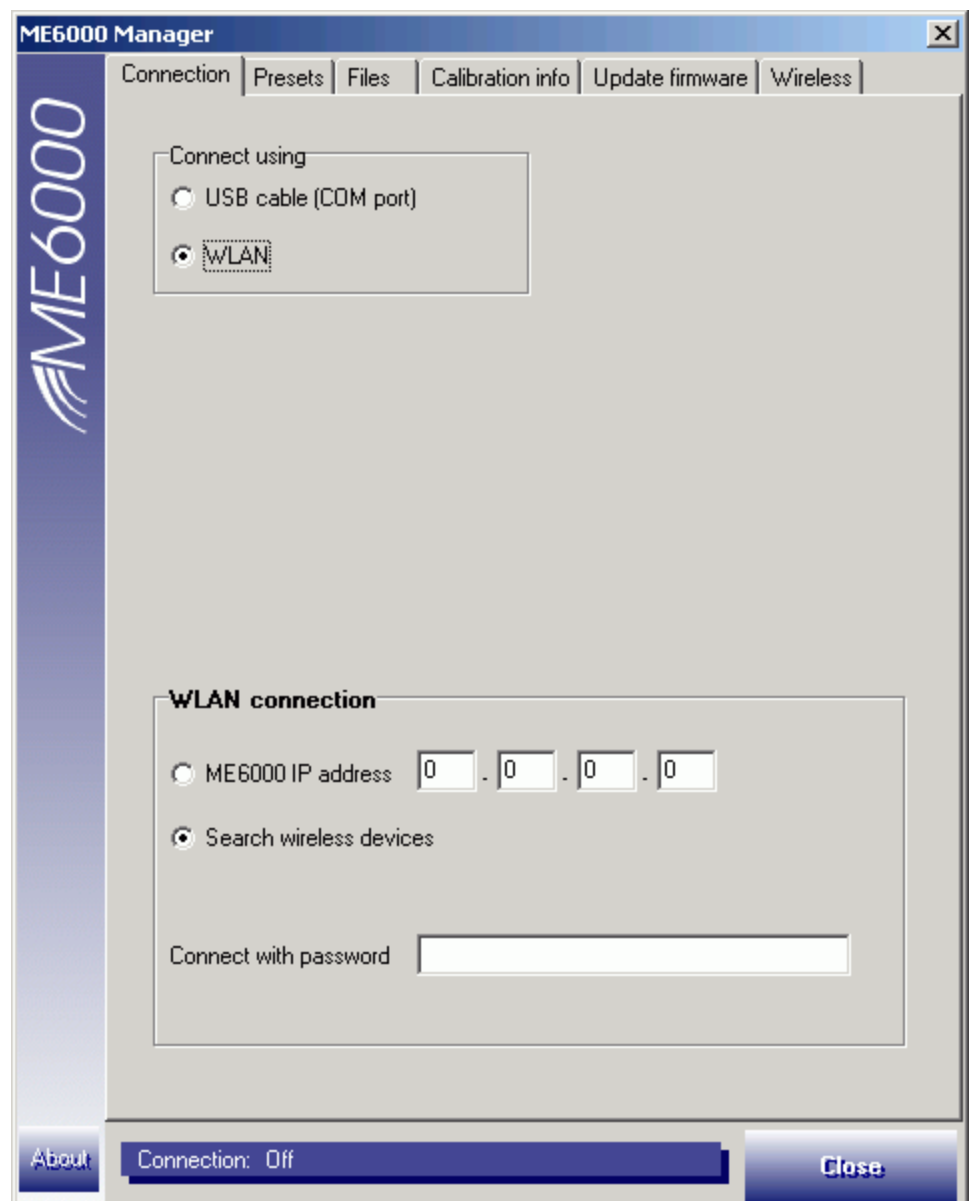 ME6000 Manager
Connection Presets Files Calibration info Update firmware Wireless
ME6000
Connect using
USB cable (COM port)
WLAN
WLAN connection
ME6000 IP address 0 . 0 . 0 . 0
Search wireless devices
Connect with password
About Connection: Off Close